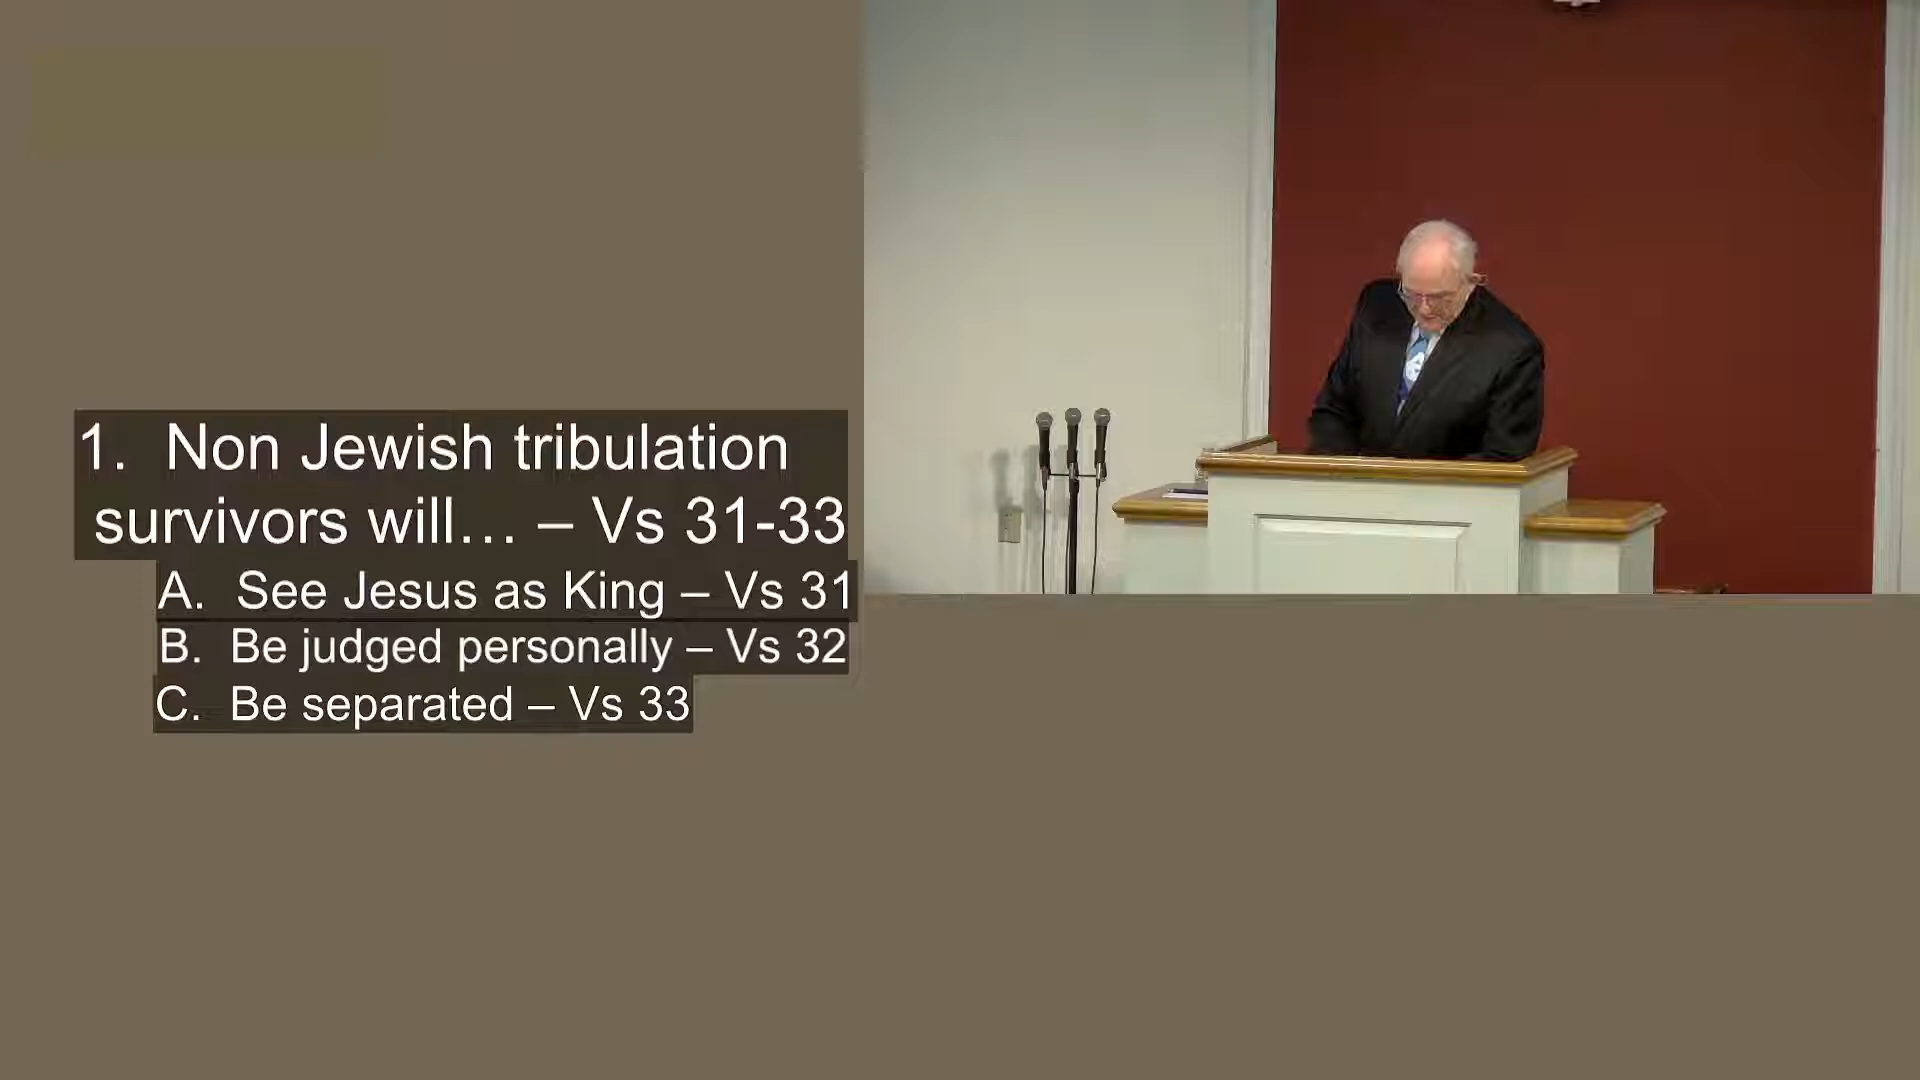 1. Non Jewish tribulation
survivors will… – Vs 31-33
A. See Jesus as King – Vs 31
B. Be judged personally – Vs 32
C. Be separated – Vs 33